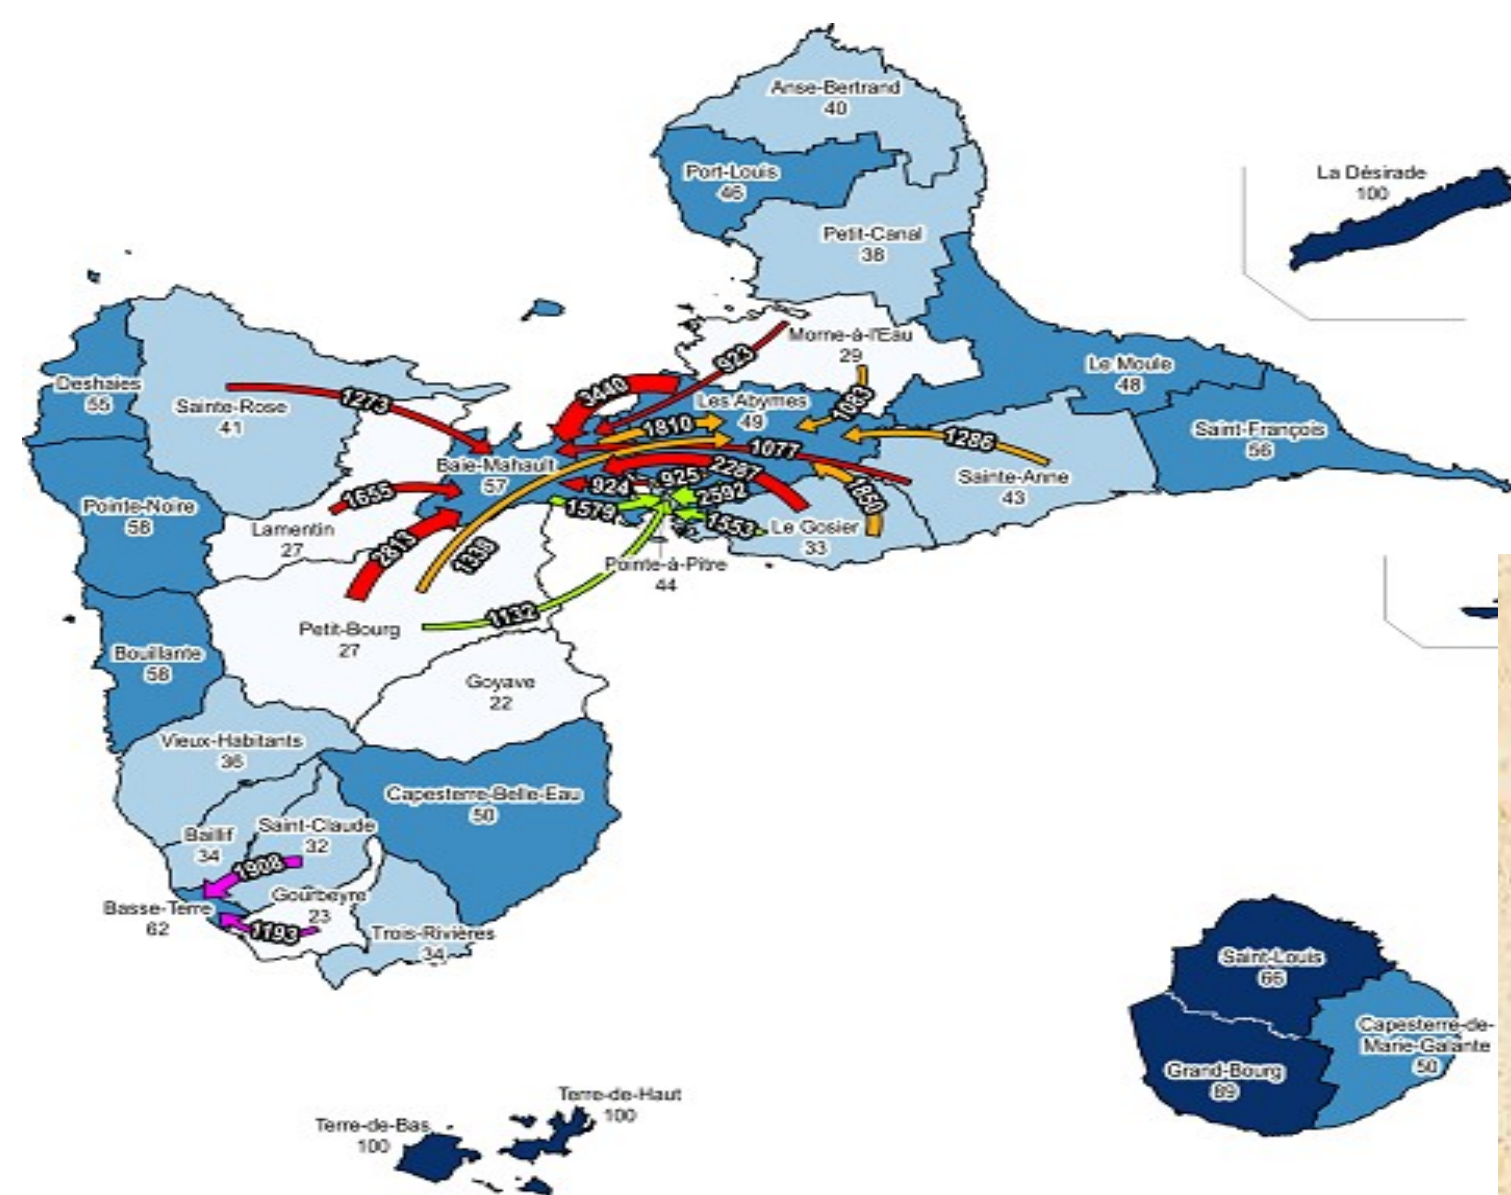 Anse-Bertrand
40
Port-Louis
46
La Désirade
100
Petit-Canal
38
Morne-à-l'Eau
29
923
Le Moule
48
Deshaies
55
Sainte-Rose
41
1273
3440
Les Abymes
49
1083
1810
1286
Saint-François
56
1077
Baie-Mahault
57
2287
925
924
2592
1250
Sainte-Anne
43
Pointe-Noire
58
1655
1579
1553
Le Gosier
33
Lamentin
27
2813
1338
Pointe-à-Pitre
44
1132
Petit-Bourg
27
Bouillante
58
Goyave
22
Vieux-Habitants
36
Capesterre-Belle-Eau
50
Baillif
34
Saint-Claude
32
1908
Gourbeyre
23
Basse-Terre
62
1193
Trois-Rivières
34
Saint-Louis
66
Capesterre-de-
Marie-Galante
50
Grand-Bourg
89
Terre-de-Haut
100
Terre-de-Bas
100